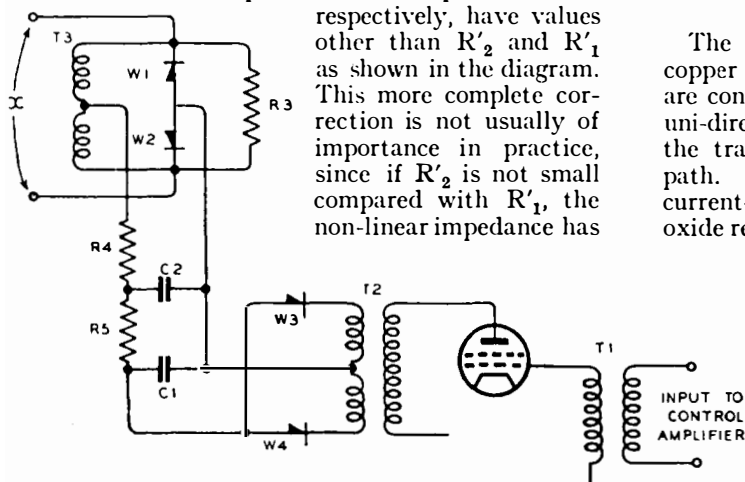 respectively, have values
other than R′₂ and R′₁
as shown in the diagram.
This more complete cor-
rection is not usually of
importance in practice,
since if R′₂ is not small
compared with R′₁, the
non-linear impedance has
The
copper
are con
uni-dire
the tra
path.
current-
oxide re
T3
W1
R3
x
W2
R4
C2
R5
C1
W3
T2
W4
T1
INPUT TO
CONTROL
AMPLIFIER